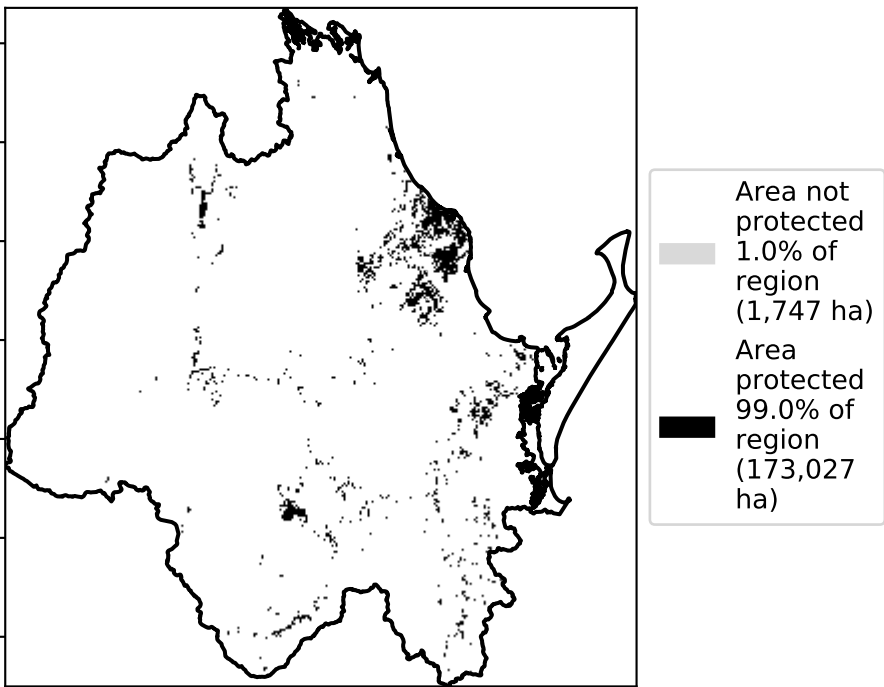 Area not
protected
1.0% of
region
(1,747 ha)
Area
protected
99.0% of
region
(173,027
ha)